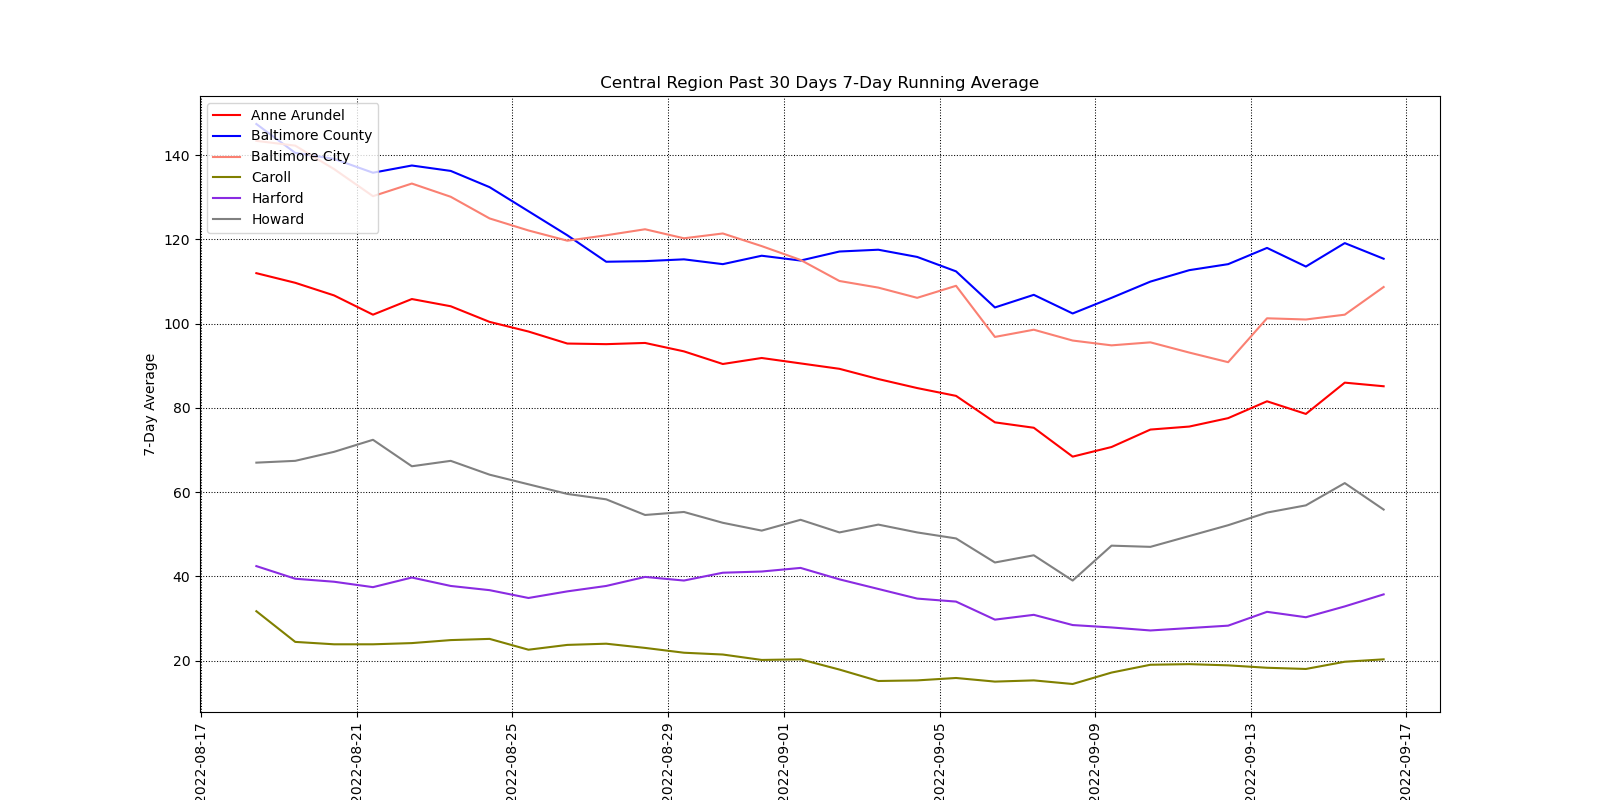 Central Region Past 30 Days 7-Day Running Average
Anne Arundel
Baltimore County
Baltimore City
Caroll
Harford
Howard
7-Day Average
140
120
100
80
60
40
20
2022-08-17
2022-08-21
2022-08-25
2022-08-29
2022-09-01
2022-09-05
2022-09-09
2022-09-13
2022-09-17